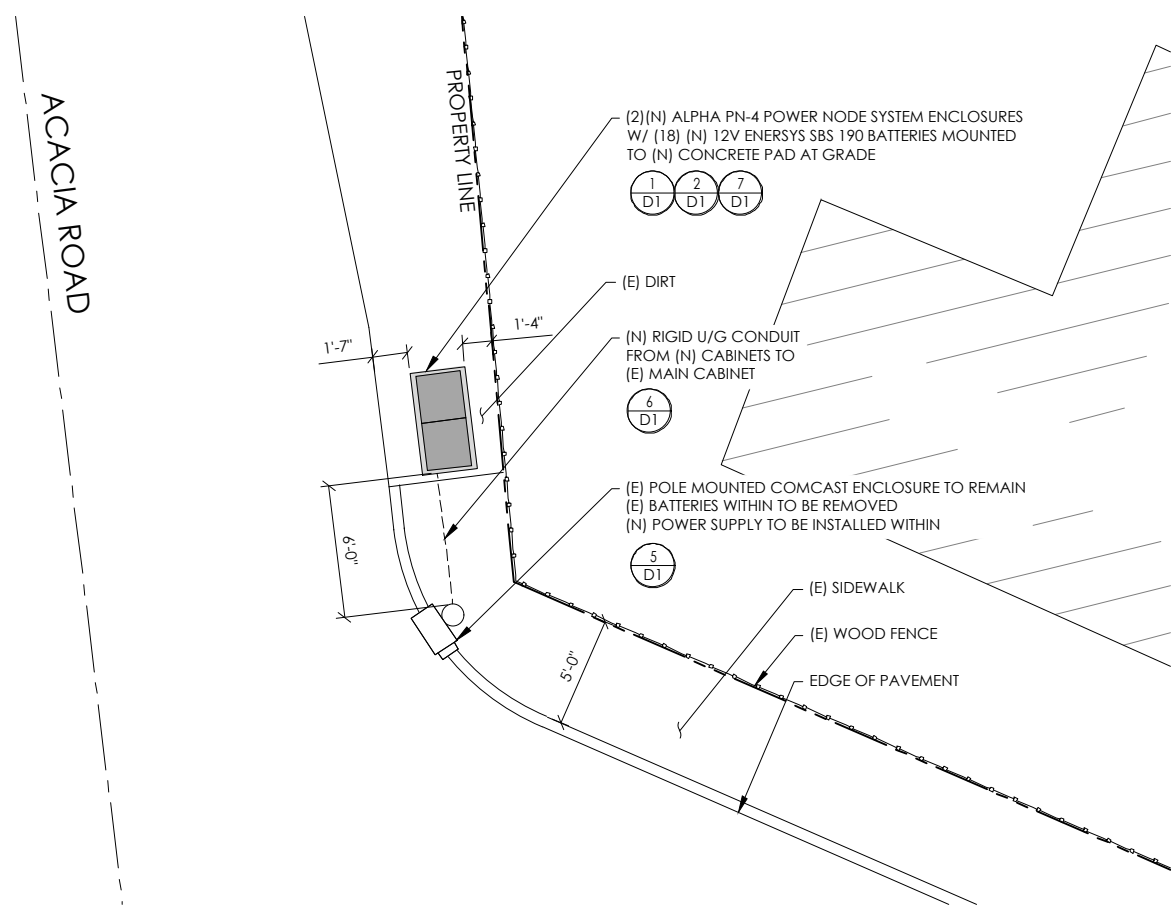 ACACIA ROAD
PROPERTY LINE
(2)(N) ALPHA PN-4 POWER NODE SYSTEM ENCLOSURES
W/ (18) (N) 12V ENERSYS SBS 190 BATTERIES MOUNTED
TO (N) CONCRETE PAD AT GRADE
1 2 7
D1 D1 D1
(E) DIRT
1'-4"
1'-7"
(N) RIGID U/G CONDUIT
FROM (N) CABINETS TO
(E) MAIN CABINET
6
D1
(E) POLE MOUNTED COMCAST ENCLOSURE TO REMAIN
(E) BATTERIES WITHIN TO BE REMOVED
(N) POWER SUPPLY TO BE INSTALLED WITHIN
5
D1
6'-0"
(E) SIDEWALK
(E) WOOD FENCE
5'-0"
EDGE OF PAVEMENT